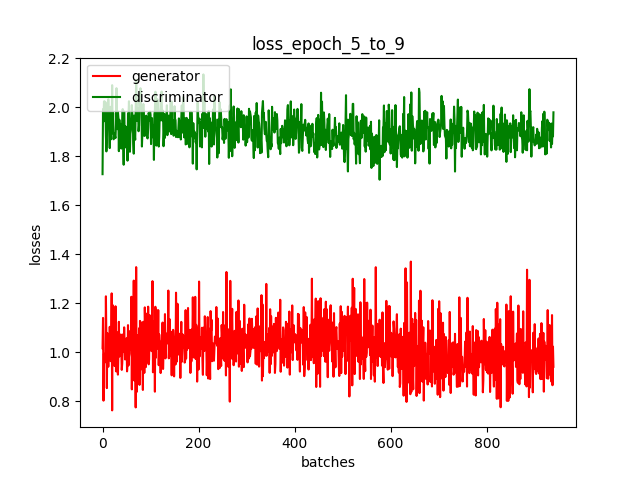 loss_epoch_5_to_9
generator
discriminator
2.2
2.0
1.8
1.6
1.4
1.2
1.0
0.8
losses
0 200 400 600 800
batches